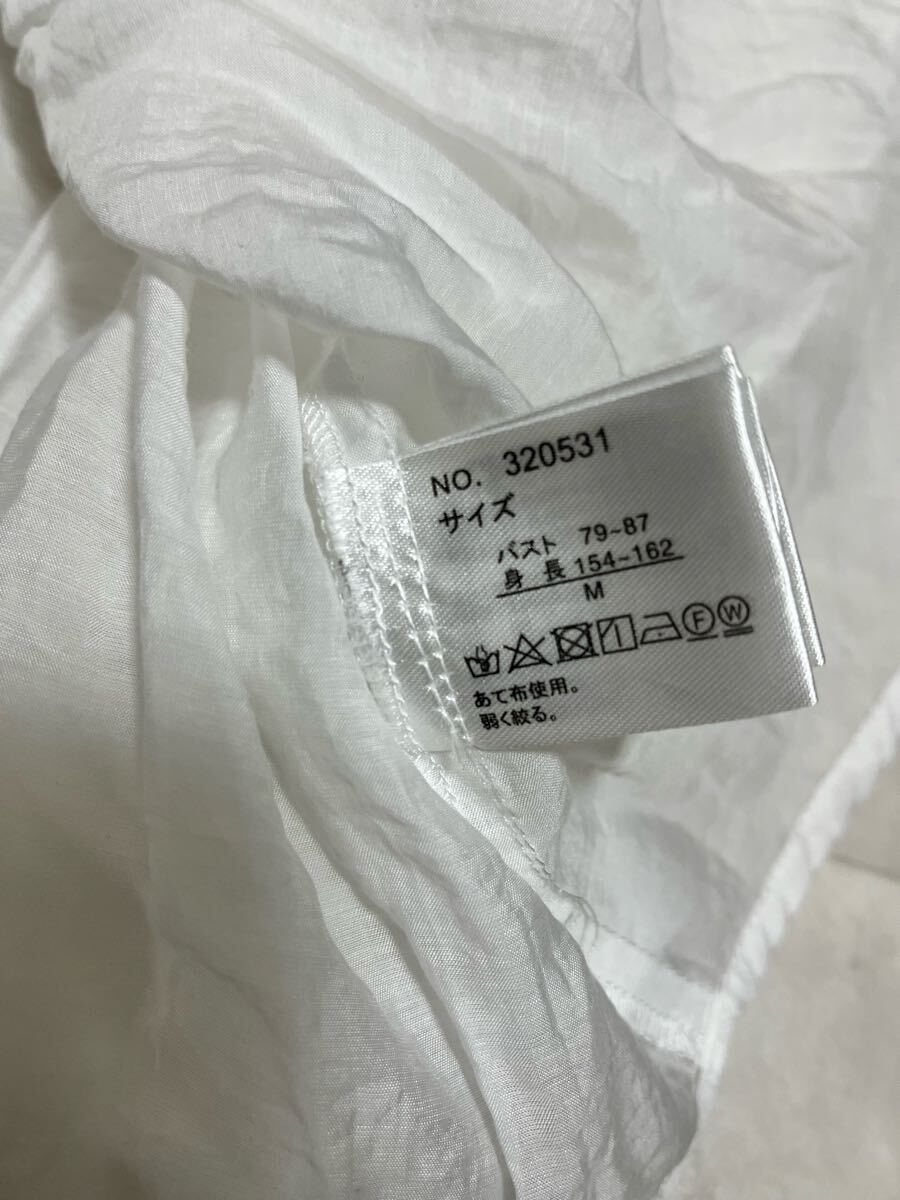 NO. 320531
サイズ
バスト 79~87
身 長 154~162
M
F W
あて布使用。
弱く絞る。